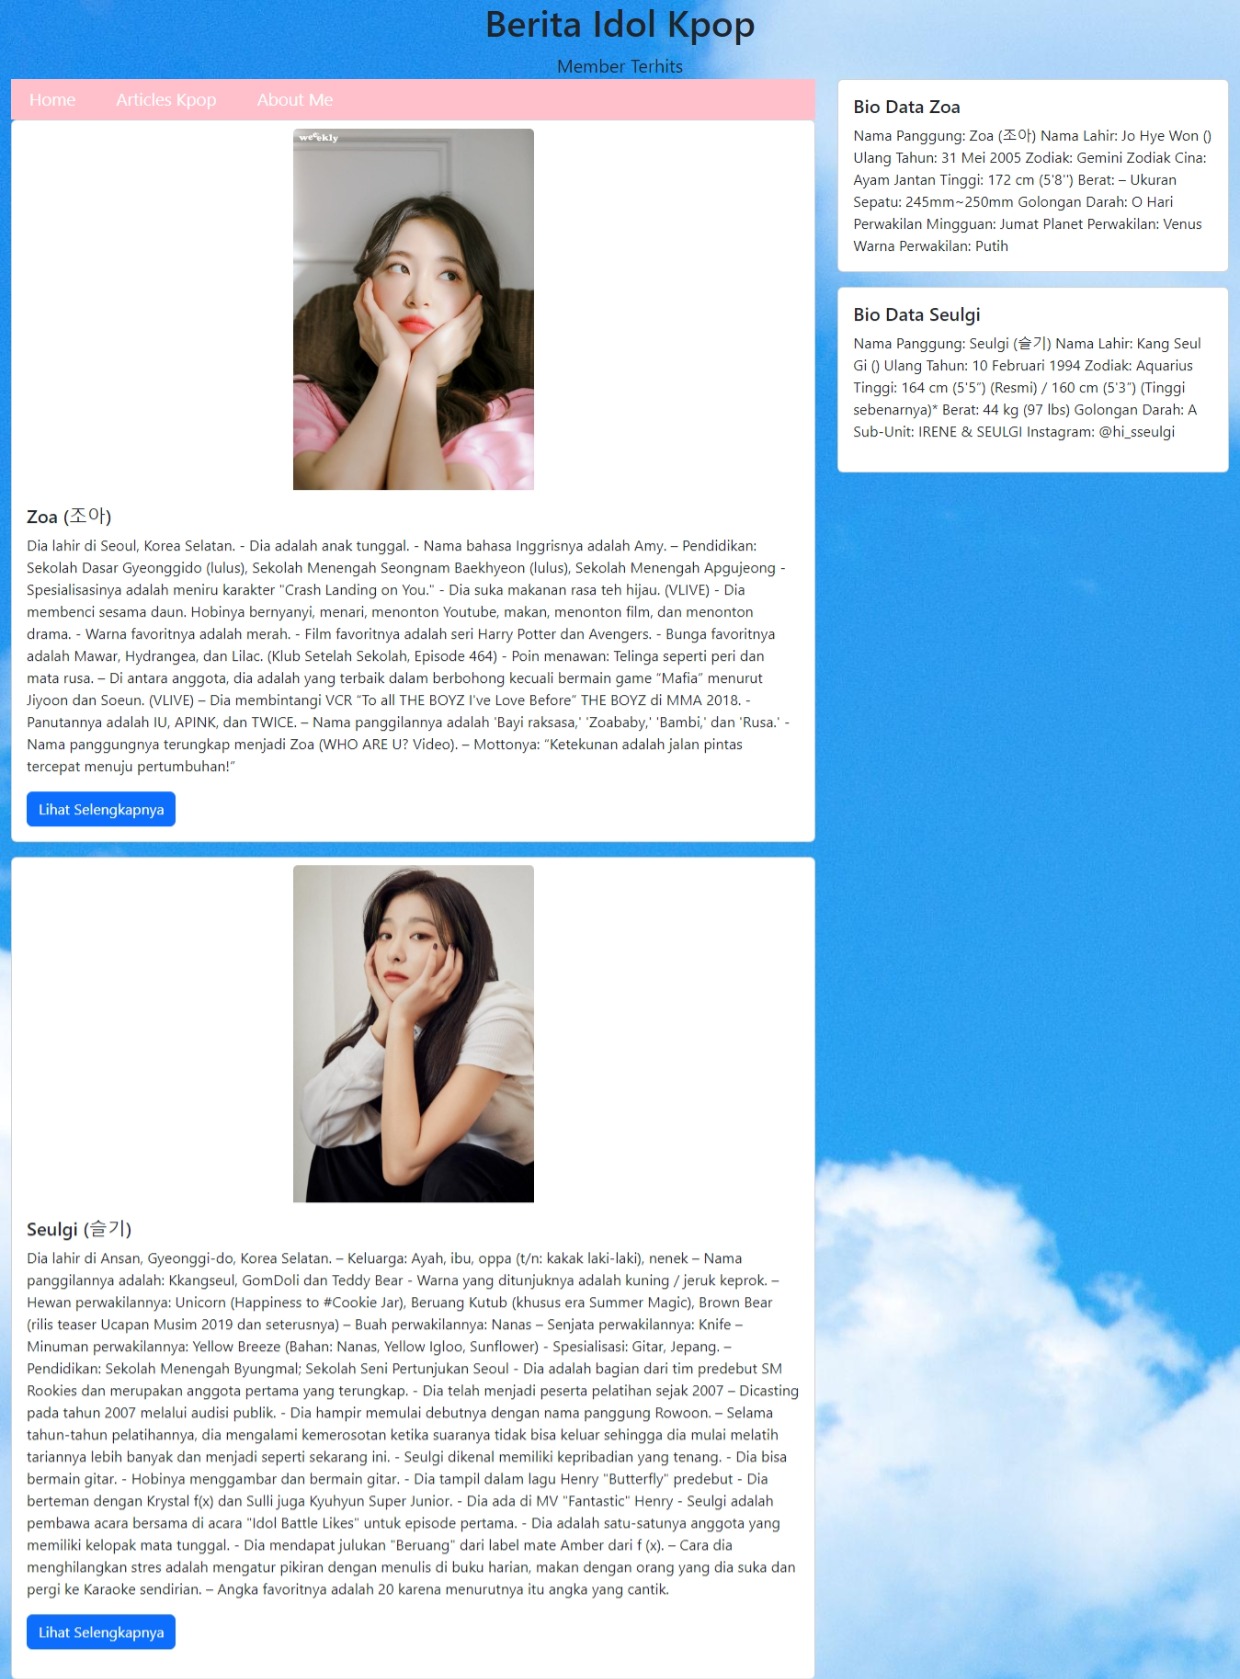 Berita Idol Kpop
Member Terhits
Home
Articles Kpop
About Me
weekly
Zoa (조아)
Dia lahir di Seoul, Korea Selatan. - Dia adalah anak tunggal. - Nama bahasa Inggrisnya adalah Amy. – Pendidikan:
Sekolah Dasar Gyeonggido (lulus), Sekolah Menengah Seongnam Baekhyeon (lulus), Sekolah Menengah Apgujeong -
Spesialisasinya adalah meniru karakter "Crash Landing on You." - Dia suka makanan rasa teh hijau. (VLIVE) - Dia
membenci sesama daun. Hobinya bernyanyi, menari, menonton Youtube, makan, menonton film, dan menonton
drama. - Warna favoritnya adalah merah. - Film favoritnya adalah seri Harry Potter dan Avengers. - Bunga favoritnya
adalah Mawar, Hydrangea, dan Lilac. (Klub Setelah Sekolah, Episode 464) - Poin menawan: Telinga seperti peri dan
mata rusa. – Di antara anggota, dia adalah yang terbaik dalam berbohong kecuali bermain game “Mafia” menurut
Jiyoon dan Soeun. (VLIVE) – Dia membintangi VCR “To all THE BOYZ I’ve Love Before” THE BOYZ di MMA 2018. -
Panutannya adalah IU, APINK, dan TWICE. – Nama panggilannya adalah 'Bayi raksasa,' 'Zoababy,' 'Bambi,' dan 'Rusa.' -
Nama panggungnya terungkap menjadi Zoa (WHO ARE U? Video). – Mottonya: “Ketekunan adalah jalan pintas
tercepat menuju pertumbuhan!”
Lihat Selengkapnya
Seulgi (슬기)
Dia lahir di Ansan, Gyeonggi-do, Korea Selatan. – Keluarga: Ayah, ibu, oppa (t/n: kakak laki-laki), nenek – Nama
panggilannya adalah: Kkangseul, GomDoli dan Teddy Bear - Warna yang ditunjuknya adalah kuning / jeruk keprok. –
Hewan perwakilannya: Unicorn (Happiness to #Cookie Jar), Beruang Kutub (khusus era Summer Magic), Brown Bear
(rilis teaser Ucapan Musim 2019 dan seterusnya) – Buah perwakilannya: Nanas – Senjata perwakilannya: Knife –
Minuman perwakilannya: Yellow Breeze (Bahan: Nanas, Yellow Igloo, Sunflower) - Spesialisasi: Gitar, Jepang. –
Pendidikan: Sekolah Menengah Byungmal; Sekolah Seni Pertunjukan Seoul - Dia adalah bagian dari tim predebut SM
Rookies dan merupakan anggota pertama yang terungkap. - Dia telah menjadi peserta pelatihan sejak 2007 – Dicasting
pada tahun 2007 melalui audisi publik. - Dia hampir memulai debutnya dengan nama panggung Rowoon. – Selama
tahun-tahun pelatihannya, dia mengalami kemerosotan ketika suaranya tidak bisa keluar sehingga dia mulai melatih
tariannya lebih banyak dan menjadi seperti sekarang ini. - Seulgi dikenal memiliki kepribadian yang tenang. - Dia bisa
bermain gitar. - Hobinya menggambar dan bermain gitar. - Dia tampil dalam lagu Henry "Butterfly" predebut - Dia
berteman dengan Krystal f(x) dan Sulli juga Kyuhyun Super Junior. - Dia ada di MV "Fantastic" Henry - Seulgi adalah
pembawa acara bersama di acara "Idol Battle Likes" untuk episode pertama. - Dia adalah satu-satunya anggota yang
memiliki kelopak mata tunggal. - Dia mendapat julukan "Beruang" dari label mate Amber dari f (x). – Cara dia
menghilangkan stres adalah mengatur pikiran dengan menulis di buku harian, makan dengan orang yang dia suka dan
pergi ke Karaoke sendirian. – Angka favoritnya adalah 20 karena menurutnya itu angka yang cantik.
Lihat Selengkapnya
Bio Data Zoa
Nama Panggung: Zoa (조아) Nama Lahir: Jo Hye Won ()
Ulang Tahun: 31 Mei 2005 Zodiak: Gemini Zodiak Cina:
Ayam Jantan Tinggi: 172 cm (5'8'') Berat: – Ukuran
Sepatu: 245mm~250mm Golongan Darah: O Hari
Perwakilan Mingguan: Jumat Planet Perwakilan: Venus
Warna Perwakilan: Putih
Bio Data Seulgi
Nama Panggung: Seulgi (슬기) Nama Lahir: Kang Seul
Gi () Ulang Tahun: 10 Februari 1994 Zodiak: Aquarius
Tinggi: 164 cm (5'5”) (Resmi) / 160 cm (5'3”) (Tinggi
sebenarnya)* Berat: 44 kg (97 lbs) Golongan Darah: A
Sub-Unit: IRENE & SEULGI Instagram: @hi_sseulgi